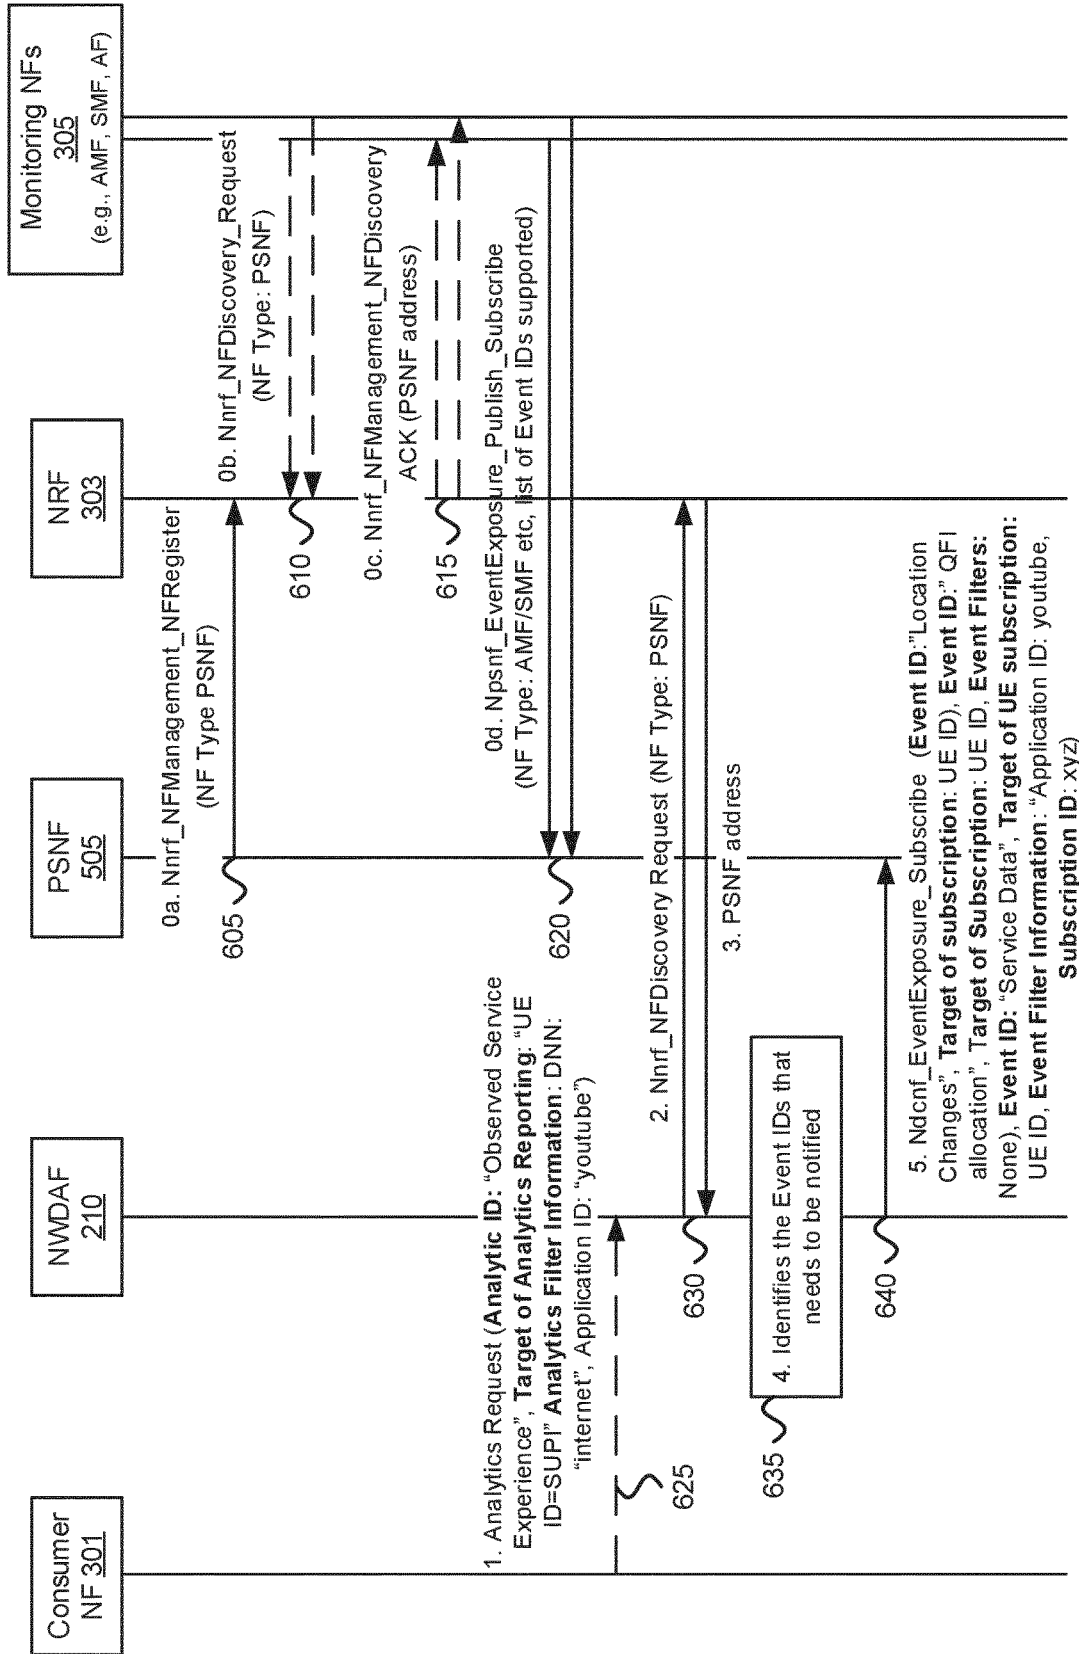 Consumer
NF 301
NWDAF
210
PSNF
505
NRF
303
Monitoring NFs
305
(e.g., AMF, SMF, AF)
0a. Nnrf_NFManagement_NFRegister
(NF Type PSNF)
605
0b. Nnrf_NFDiscovery_Request
(NF Type: PSNF)
610
0c. Nnrf_NFManagement_NFDiscovery
ACK (PSNF address)
615
0d. Npsnf_EventExposure_Publish_Subscribe
(NF Type: AMF/SMF etc, list of Event IDs supported)
620
1. Analytics Request (Analytic ID: “Observed Service
Experience”, Target of Analytics Reporting: “UE
ID=SUPI” Analytics Filter Information: DNN:
“internet”, Application ID: “youtube”)
625
2. Nnrf_NFDiscovery Request (NF Type: PSNF)
630
3. PSNF address
4. Identifies the Event IDs that
needs to be notified
635
640
5. Ndcnf_EventExposure_Subscribe (Event ID:”Location
Changes”, Target of subscription: UE ID), Event ID:” QFI
allocation”, Target of Subscription: UE ID, Event Filters:
None), Event ID: “Service Data”, Target of UE subscription:
UE ID, Event Filter Information: “Application ID: youtube,
Subscription ID: xyz)